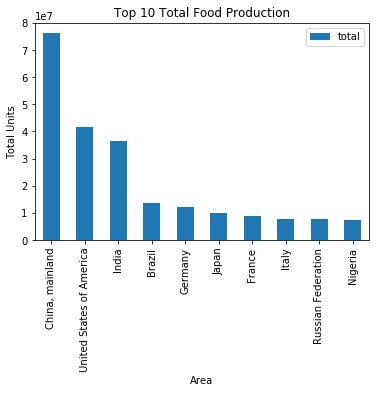 Top 10 Total Food Production
1e7
total
8
7
6
5
4
3
2
1
0
Total Units
China, mainland
United States of America
India
Brazil
Germany
Japan
France
Italy
Russian Federation
Nigeria
Area